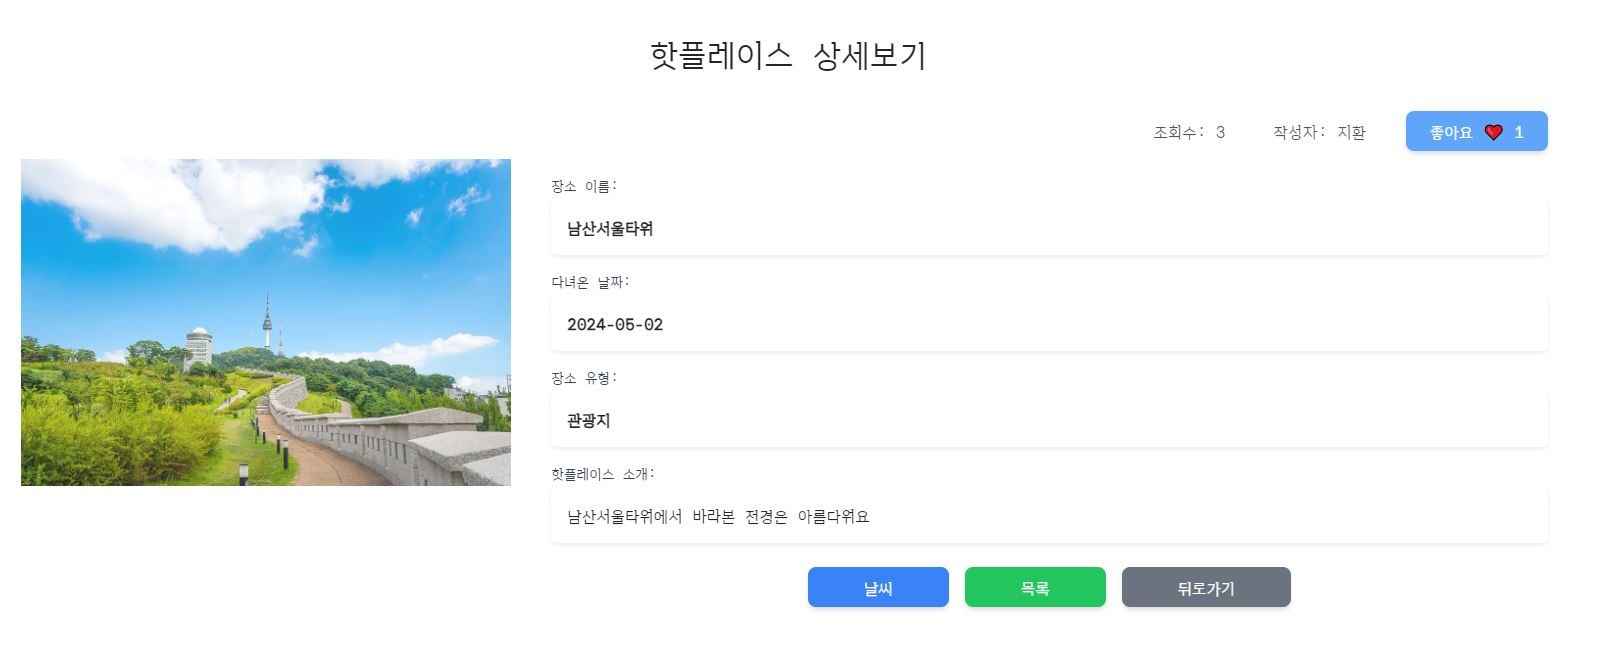 핫플레이스 상세보기
조회수: 3 작성자: 지환 좋아요 ❤️ 1
장소 이름:
남산서울타워
다녀온 날짜:
2024-05-02
장소 유형:
관광지
핫플레이스 소개:
남산서울타워에서 바라본 전경은 아름다워요
날씨 목록 뒤로가기